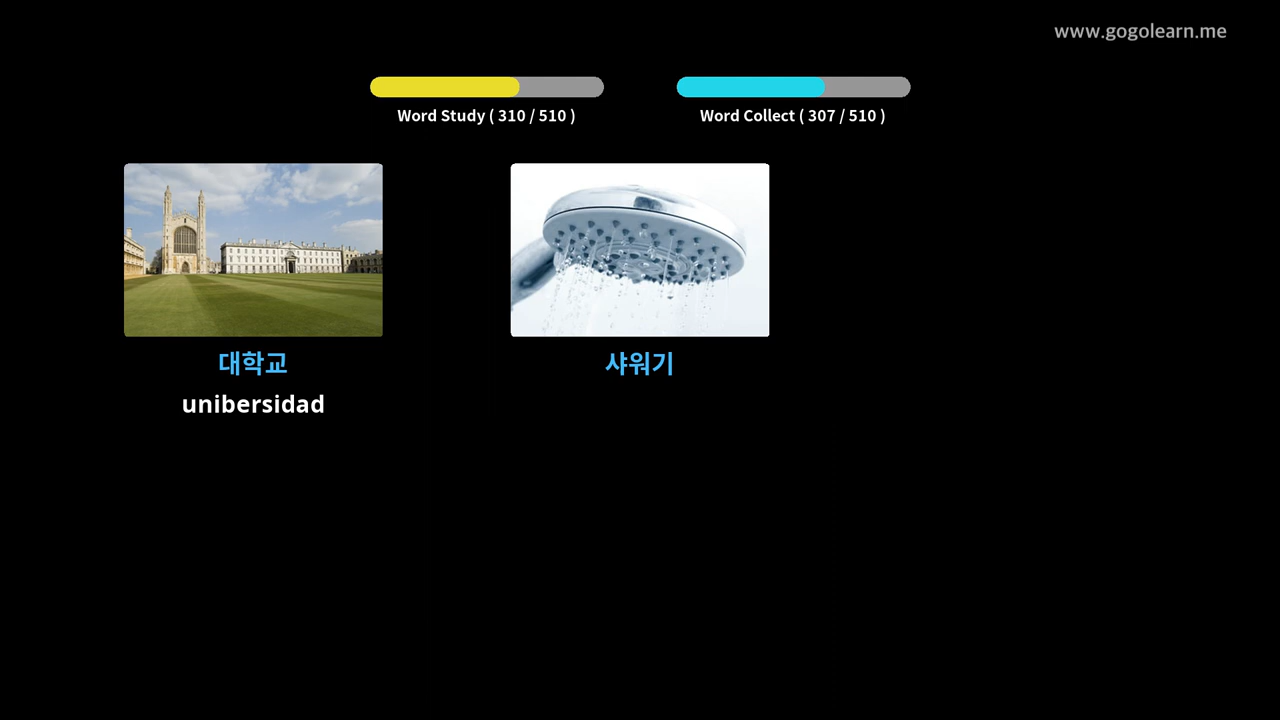 www.gogolearn.me
Word Study ( 310 / 510 )
Word Collect ( 307 / 510 )
대학교
샤워기
unibersidad